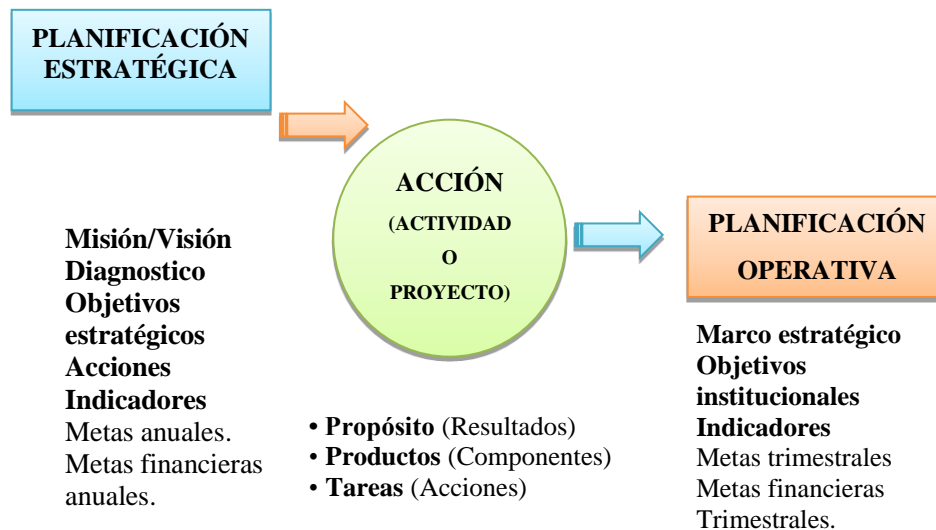 PLANIFICACIÓN
ESTRATÉGICA
Misión/Visión
Diagnostico
Objetivos
estratégicos
Acciones
Indicadores
Metas anuales.
Metas financieras
anuales.
ACCIÓN
(ACTIVIDAD
O
PROYECTO)
• Propósito (Resultados)
• Productos (Componentes)
• Tareas (Acciones)
PLANIFICACIÓN
OPERATIVA
Marco estratégico
Objetivos
institucionales
Indicadores
Metas trimestrales
Metas financieras
Trimestrales.